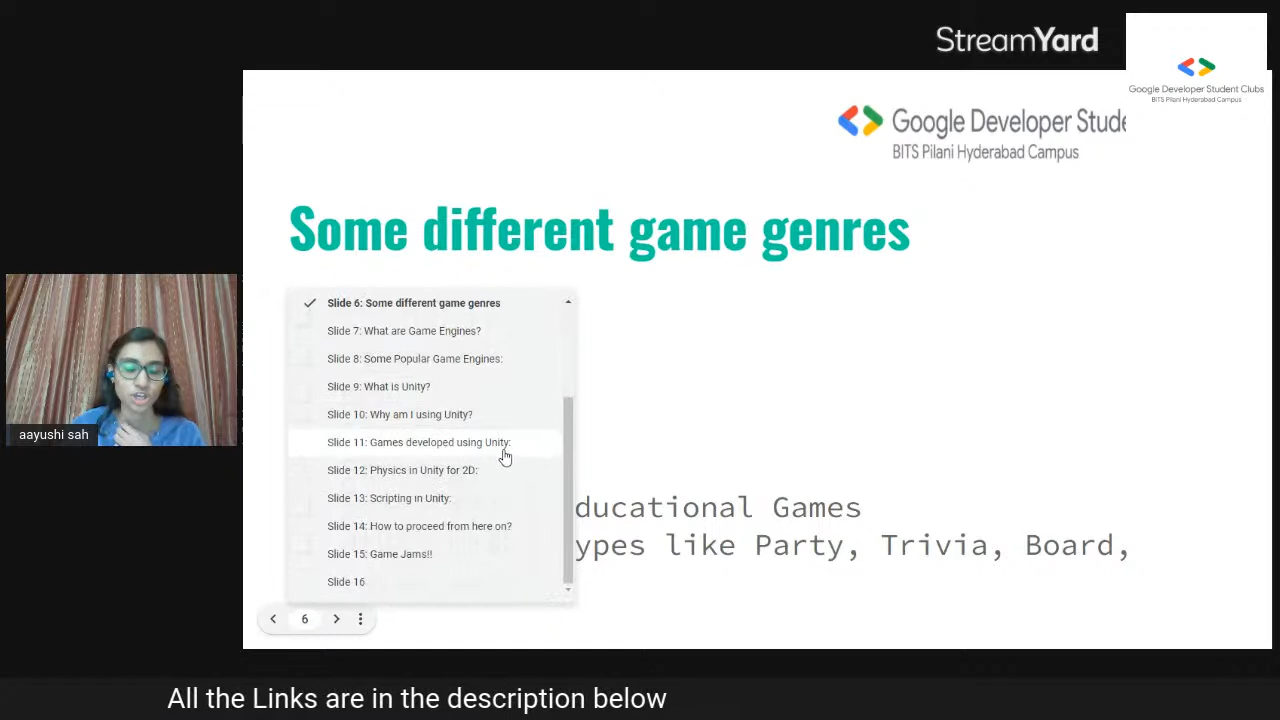 StreamYard
Google Developer Student Clubs
BITS Pilani Hyderabad Campus
Google Developer Stude
BITS Pilani Hyderabad Campus
Some different game genres
Slide 6: Some different game genres
Slide 7: What are Game Engines?
Slide 8: Some Popular Game Engines:
Slide 9: What is Unity?
Slide 10: Why am I using Unity?
Slide 11: Games developed using Unity:
Slide 12: Physics in Unity for 2D:
Slide 13: Scripting in Unity:
Slide 14: How to proceed from here on?
Slide 15: Game Jams!!
Slide 16
ducational Games
ypes like Party, Trivia, Board,
6
aayushi sah
All the Links are in the description below